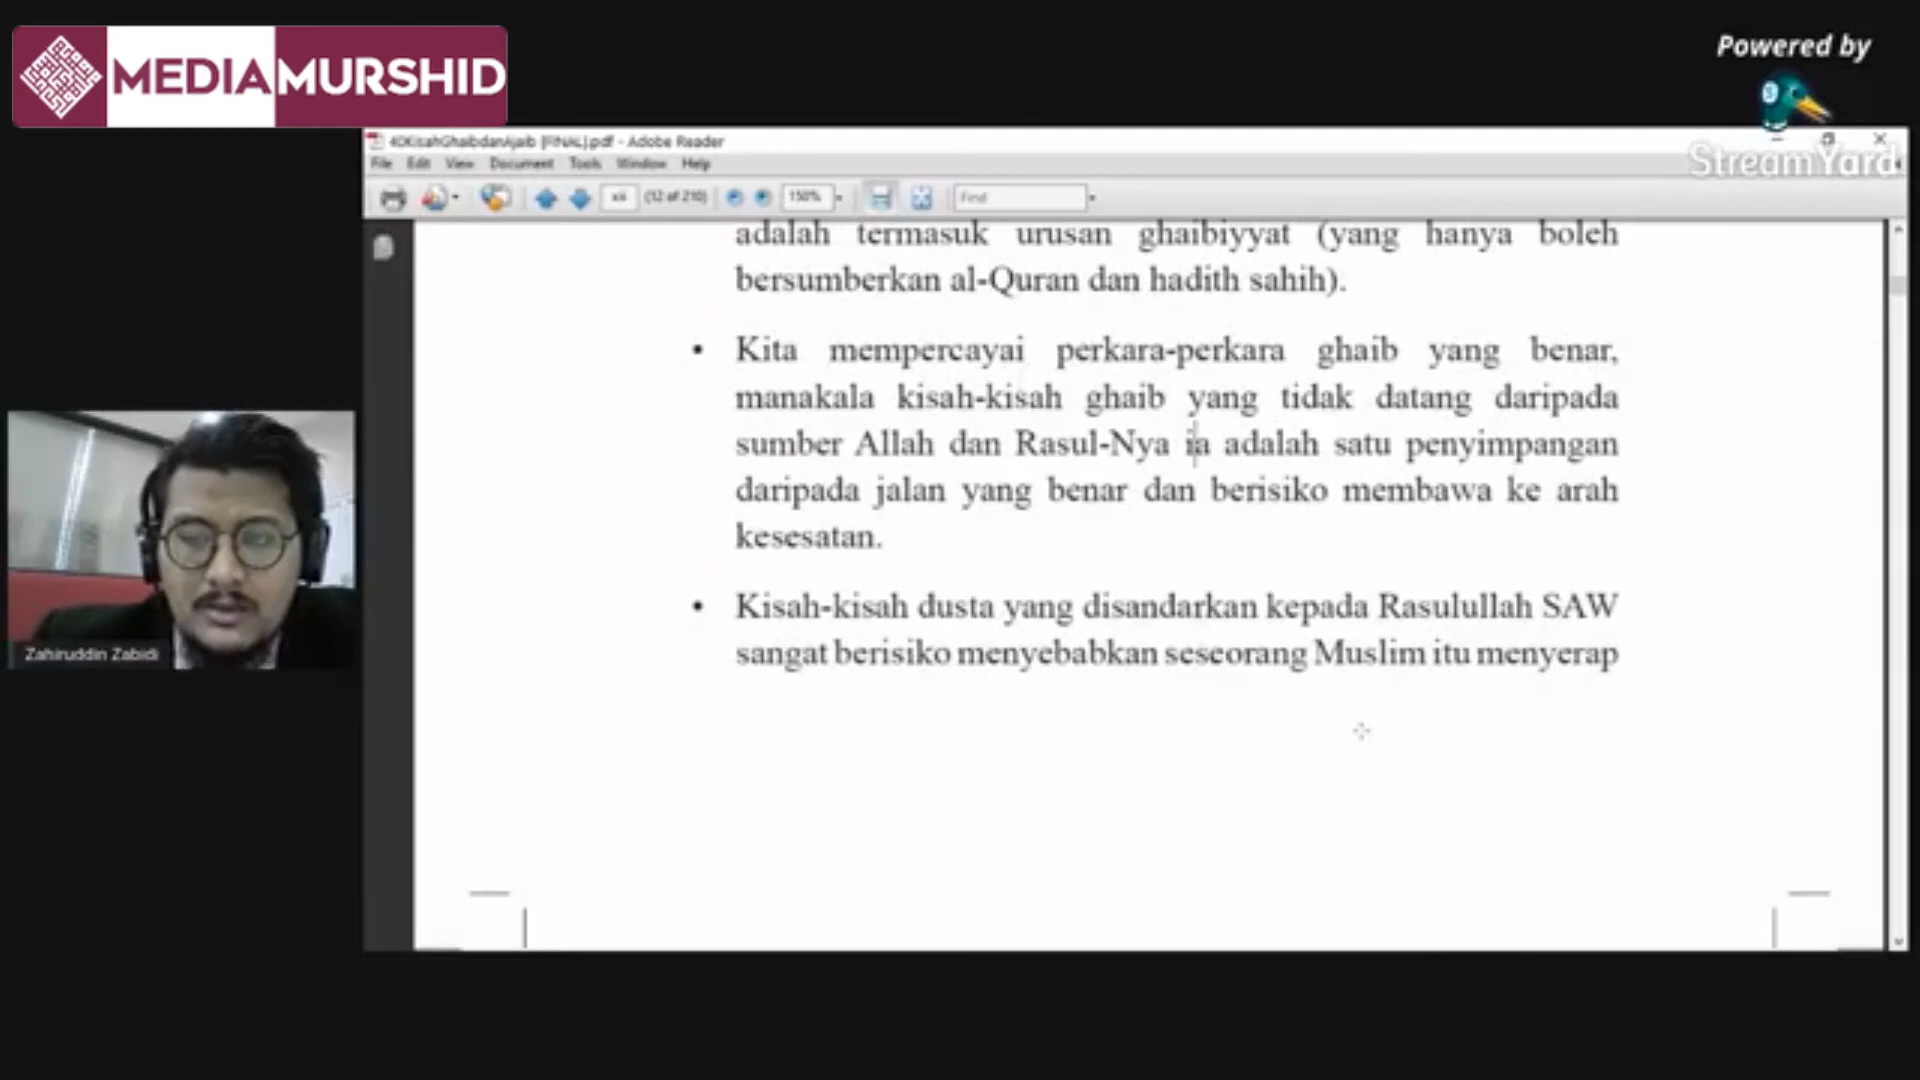 MEDIAMURSHID
Powered by
StreamYard
40KisahGhaibdanAjaib [FINAL].pdf - Adobe Reader
File Edit View Document Tools Window Help
xii (12 of 210) 150% Find
adalah termasuk urusan ghaibiyyat (yang hanya boleh
bersumberkan al-Quran dan hadith sahih).
• Kita mempercayai perkara-perkara ghaib yang benar,
manakala kisah-kisah ghaib yang tidak datang daripada
sumber Allah dan Rasul-Nya ia adalah satu penyimpangan
daripada jalan yang benar dan berisiko membawa ke arah
kesesatan.
• Kisah-kisah dusta yang disandarkan kepada Rasulullah SAW
sangat berisiko menyebabkan seseorang Muslim itu menyerap
Zahiruddin Zabidi